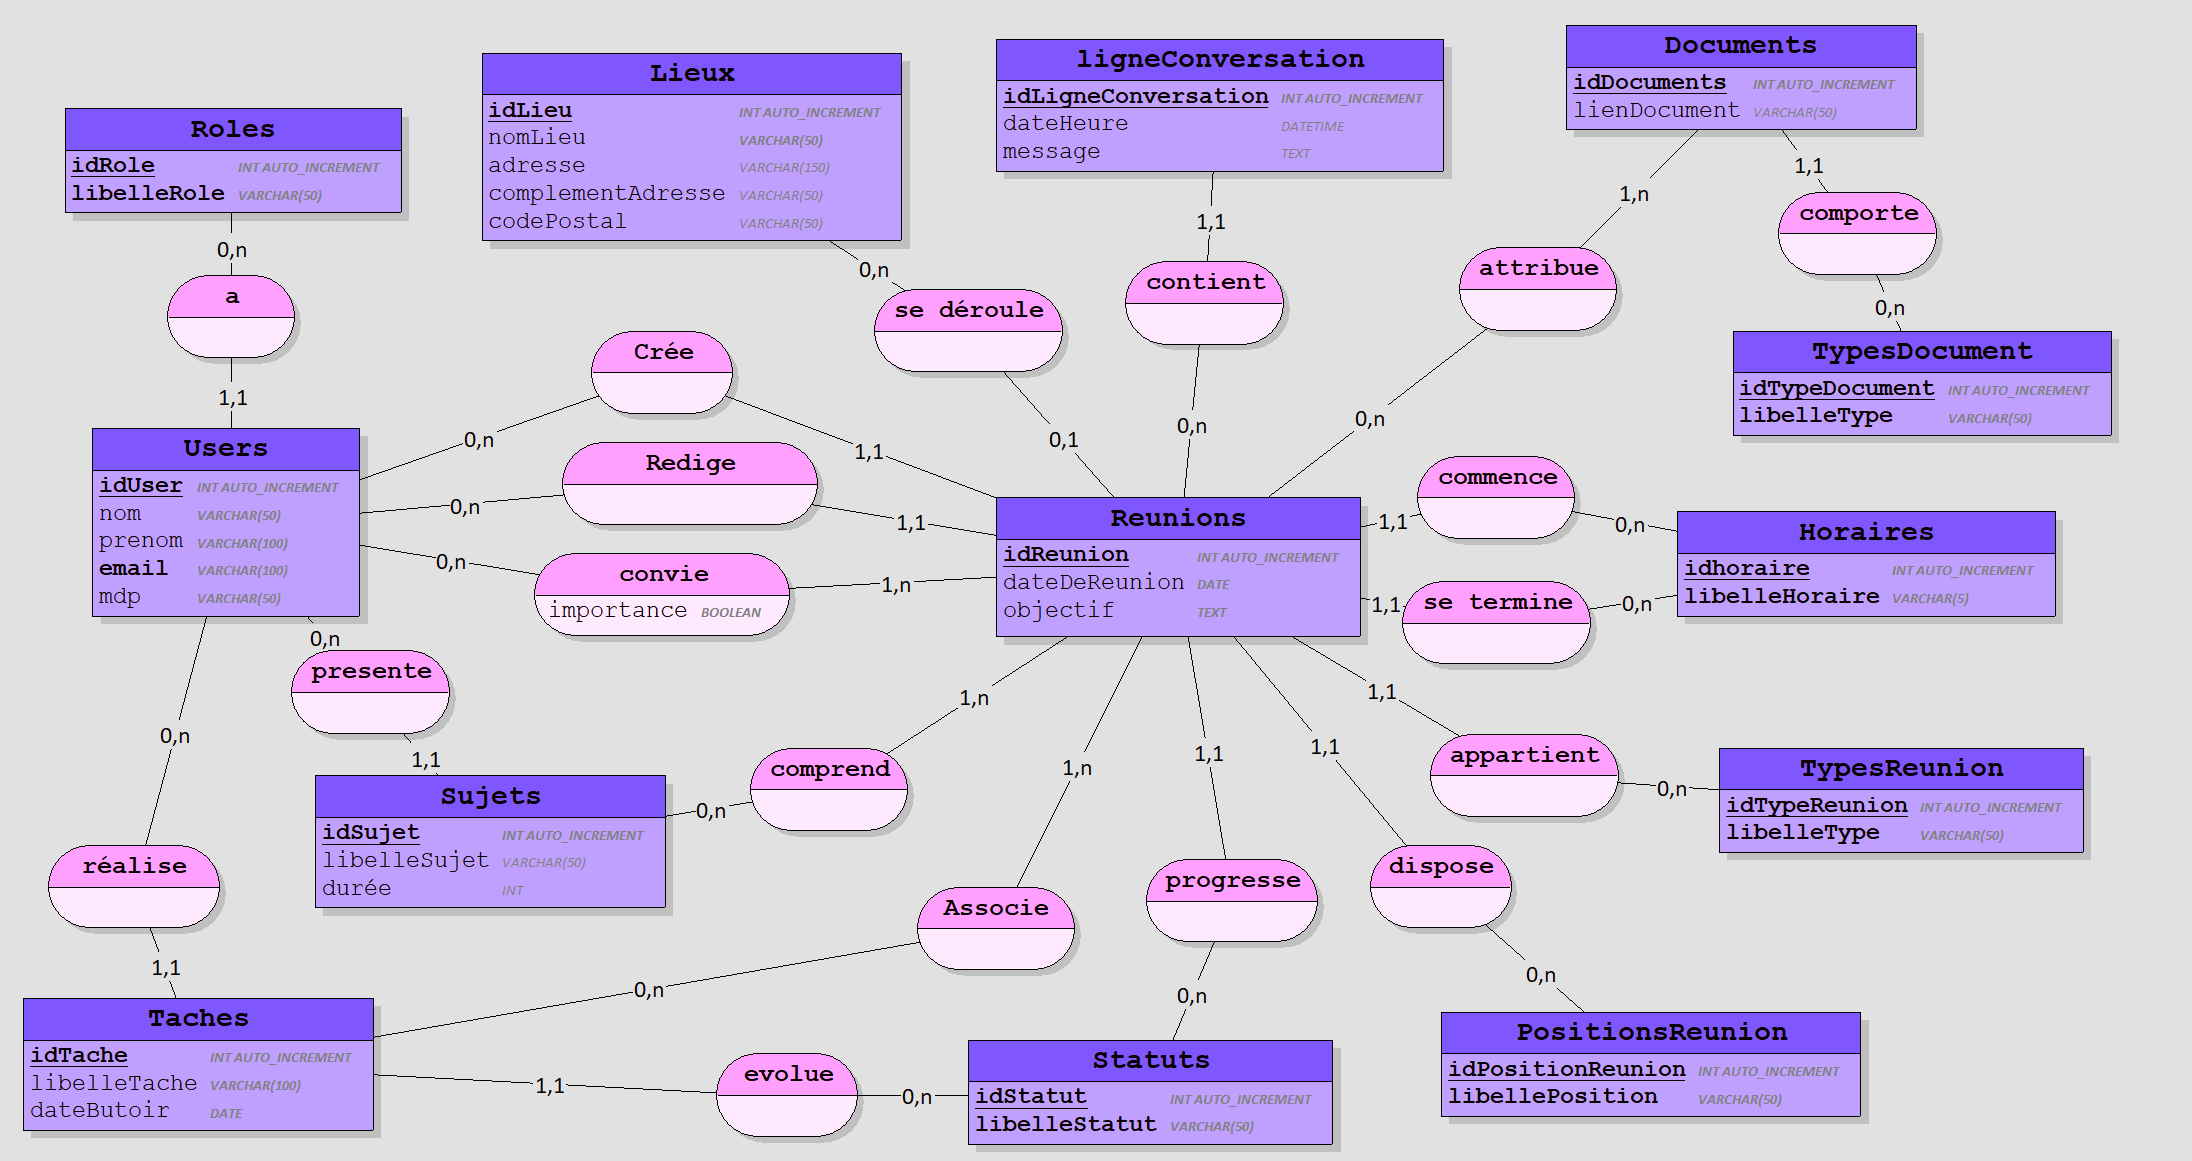 Roles
idRole INT AUTO_INCREMENT
libelleRole VARCHAR(50)
Lieux
idLieu INT AUTO_INCREMENT
nomLieu VARCHAR(50)
adresse VARCHAR(150)
complementAdresse VARCHAR(50)
codePostal VARCHAR(50)
ligneConversation
idLigneConversation INT AUTO_INCREMENT
dateHeure DATETIME
message TEXT
Documents
idDocuments INT AUTO_INCREMENT
lienDocument VARCHAR(50)
0,n
a
1,1
0,n
se déroule
0,1
1,1
contient
0,n
1,n
attribue
0,n
1,1
comporte
0,n
TypesDocument
idTypeDocument INT AUTO_INCREMENT
libelleType VARCHAR(50)
Users
idUser INT AUTO_INCREMENT
nom VARCHAR(50)
prenom VARCHAR(100)
email VARCHAR(100)
mdp VARCHAR(50)
0,n
Crée
1,1
0,n
Redige
1,1
0,n
convie
importance BOOLEAN
1,n
Reunions
idReunion INT AUTO_INCREMENT
dateDeReunion DATE
objectif TEXT
1,1
commence
0,n
1,1
se termine
0,n
Horaires
idhoraire INT AUTO_INCREMENT
libelleHoraire VARCHAR(5)
0,n
presente
1,1
0,n
réalise
1,1
Sujets
idSujet INT AUTO_INCREMENT
libelleSujet VARCHAR(50)
durée INT
0,n
comprend
1,n
1,n
Associe
0,n
1,1
progresse
0,n
1,1
dispose
0,n
1,1
appartient
0,n
TypesReunion
idTypeReunion INT AUTO_INCREMENT
libelleType VARCHAR(50)
Taches
idTache INT AUTO_INCREMENT
libelleTache VARCHAR(100)
dateButoir DATE
1,1
evolue
0,n
Statuts
idStatut INT AUTO_INCREMENT
libelleStatut VARCHAR(50)
PositionsReunion
idPositionReunion INT AUTO_INCREMENT
libellePosition VARCHAR(50)